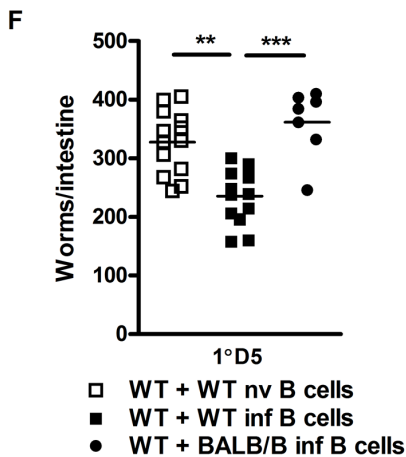 F
** ***
500
400
300
200
100
0
Worms/intestine
1°D5
WT + WT nv B cells
WT + WT inf B cells
WT + BALB/B inf B cells